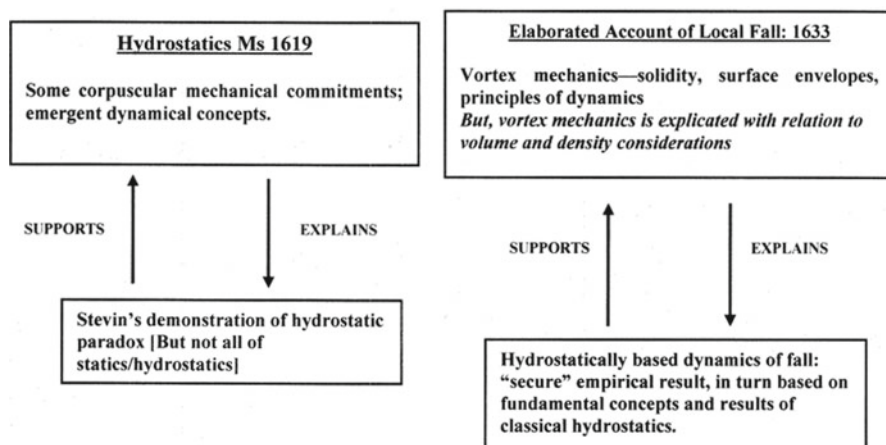 Hydrostatics Ms 1619
Some corpuscular mechanical commitments;
emergent dynamical concepts.
SUPPORTS
EXPLAINS
Stevin's demonstration of hydrostatic
paradox [But not all of
statics/hydrostatics]
Elaborated Account of Local Fall: 1633
Vortex mechanics—solidity, surface envelopes,
principles of dynamics
But, vortex mechanics is explicated with relation to
volume and density considerations
SUPPORTS
EXPLAINS
Hydrostatically based dynamics of fall:
“secure” empirical result, in turn based on
fundamental concepts and results of
classical hydrostatics.